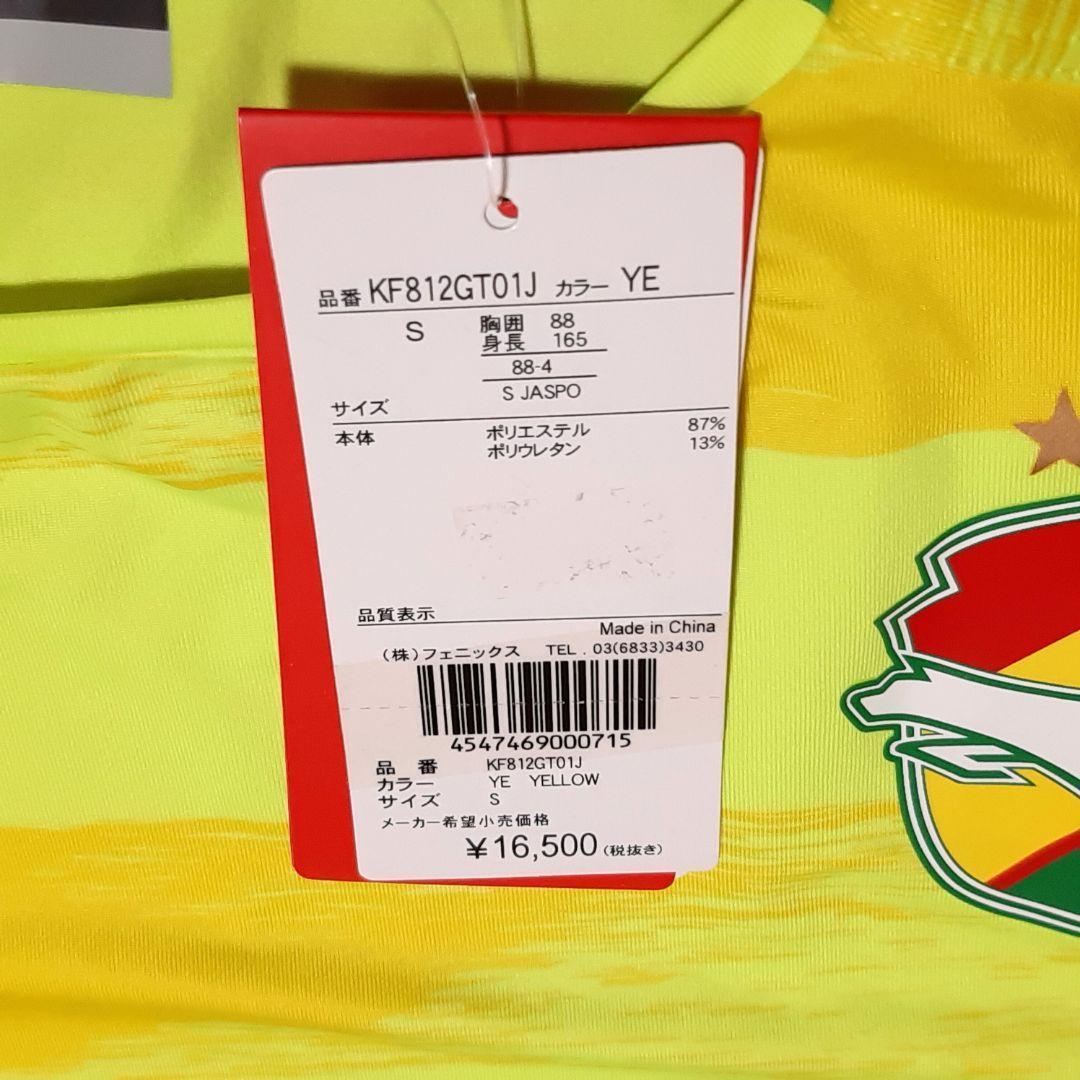 品番 KF812GT01J カラー YE
S 胸囲 88
身長 165
88-4
S JASPO
サイズ
本体 ポリエステル 87%
ポリウレタン 13%
品質表示
Made in China
(株)フェニックス TEL. 03(6833)3430
4547469000715
品 番 KF812GT01J
カラー YE YELLOW
サイズ S
メーカー希望小売価格
¥16,500(税抜き)